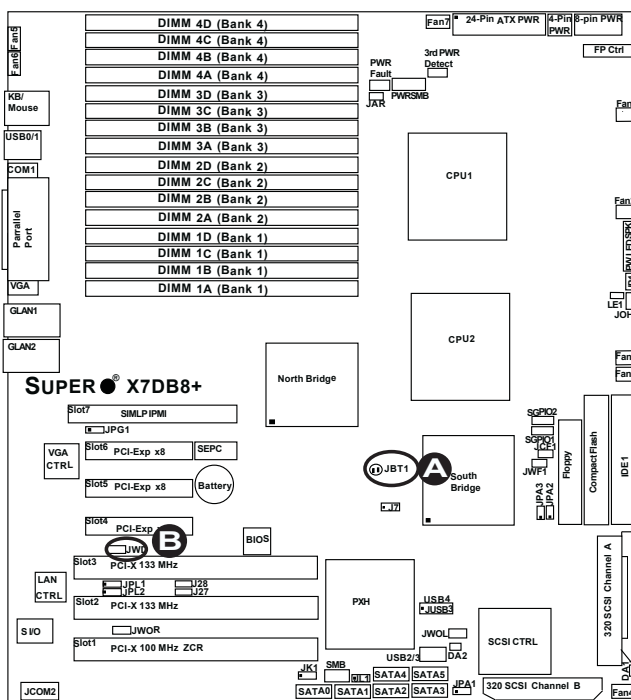 DIMM 4D (Bank 4)
DIMM 4C (Bank 4)
DIMM 4B (Bank 4)
DIMM 4A (Bank 4)
DIMM 3D (Bank 3)
DIMM 3C (Bank 3)
DIMM 3B (Bank 3)
DIMM 3A (Bank 3)
DIMM 2D (Bank 2)
DIMM 2C (Bank 2)
DIMM 2B (Bank 2)
DIMM 2A (Bank 2)
DIMM 1D (Bank 1)
DIMM 1C (Bank 1)
DIMM 1B (Bank 1)
DIMM 1A (Bank 1)
Fan7
24-Pin ATX PWR
4-Pin
PWR
8-pin PWR
FP Ctrl
3rd PWR
Detect
PWR
Fault
PWRSMB
JAR
Fan5
Fan6
KB/
Mouse
USB0/1
COM1
Parrallel
Port
VGA
GLAN1
GLAN2
CPU1
CPU2
LE1
North Bridge
SUPER ® X7DB8+
Slot7
SIMLP IPMI
JPG1
Slot6
PCI-Exp x8
SEPC
VGA
CTRL
Slot5
PCI-Exp x8
Battery
Slot4
PCI-Exp
JWD
B
BIOS
JBT1
A
South
Bridge
J7
SGPIO2
SGPIO1
JCF1
JWF1
JPA3
JPA2
Floppy
CompactFlash
IDE1
Slot3
PCI-X 133 MHz
JPL1
JPL2
J28
J27
LAN
CTRL
Slot2
PCI-X 133 MHz
S I/O
JWOR
Slot1
PCI-X 100 MHz ZCR
JCOM2
PXH
USB4
JUSB3
JWOL
USB2/3
DA2
SCSI CTRL
320 SCSI Channel A
DA1
JK1
SMB
JL1
SATA4
SATA5
SATA0
SATA1
SATA2
SATA3
JPA1
320 SCSI Channel B